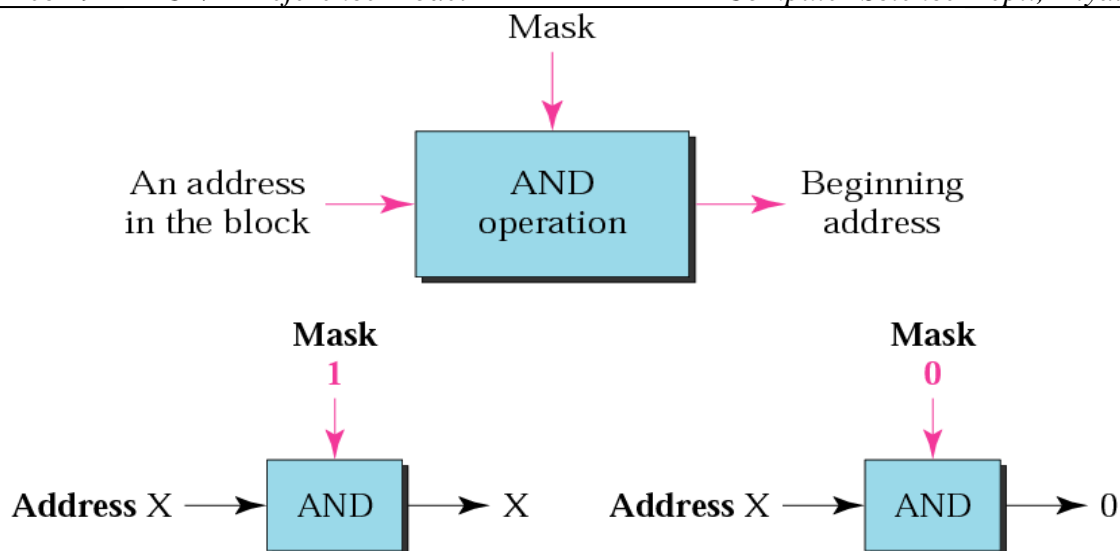 Mask
An address
in the block
AND
operation
Beginning
address
Mask
1
Address X
AND
X
Mask
0
Address X
AND
0